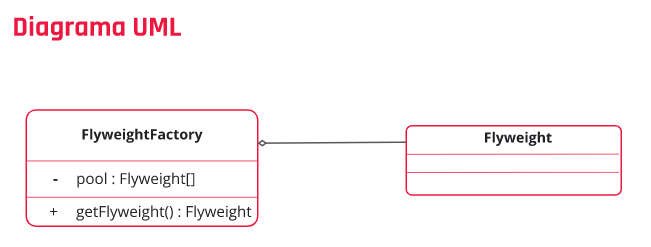 Diagrama UML
FlyweightFactory
- pool : Flyweight[]
+ getFlyweight() : Flyweight
Flyweight